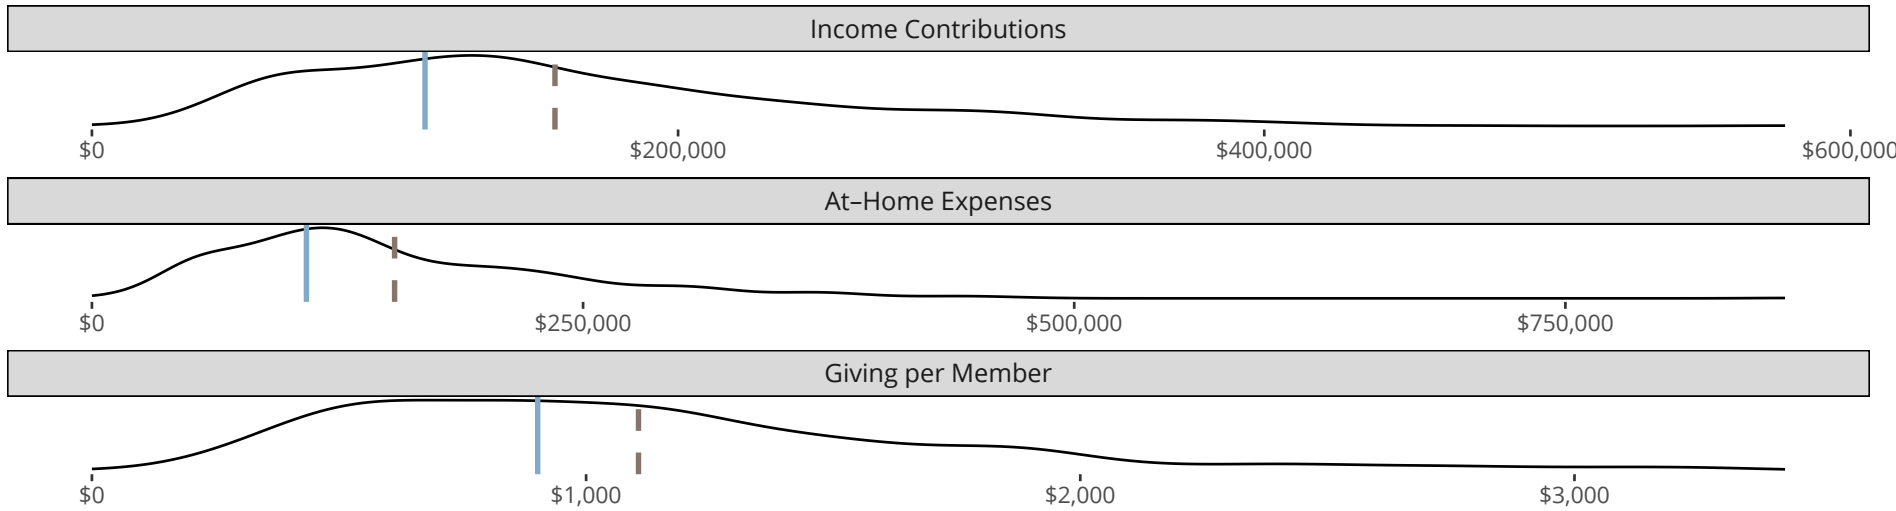 Income Contributions
$0 $200,000 $400,000 $600,000
At–Home Expenses
$0 $250,000 $500,000 $750,000
Giving per Member
$0 $1,000 $2,000 $3,000